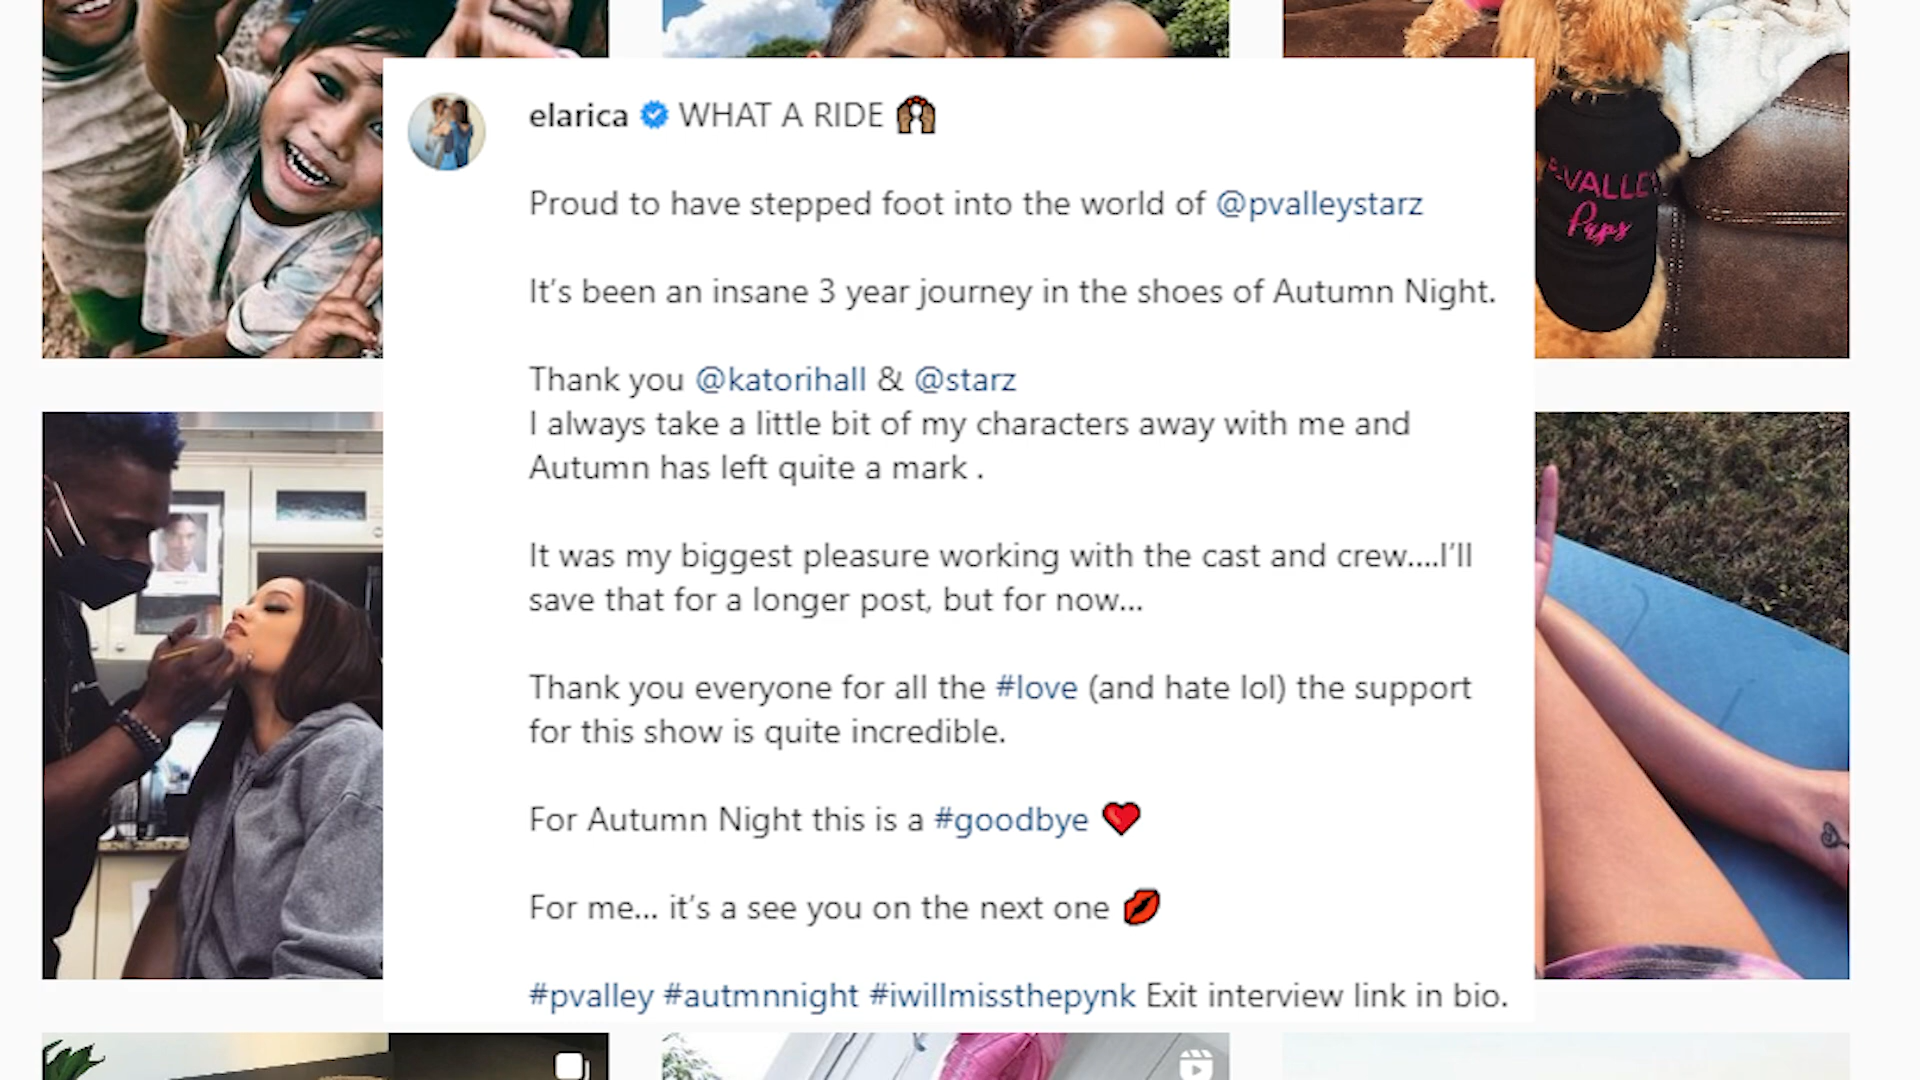 elarica WHAT A RIDE
Proud to have stepped foot into the world of @pvalleystarz
It's been an insane 3 year journey in the shoes of Autumn Night.
Thank you @katorihall & @starz
I always take a little bit of my characters away with me and
Autumn has left quite a mark .
It was my biggest pleasure working with the cast and crew....I'll
save that for a longer post, but for now...
Thank you everyone for all the #love (and hate lol) the support
for this show is quite incredible.
For Autumn Night this is a #goodbye
For me... it's a see you on the next one
#pvalley #autmnnight #iwillmissthepynk Exit interview link in bio.
P-VALLEY
Pups